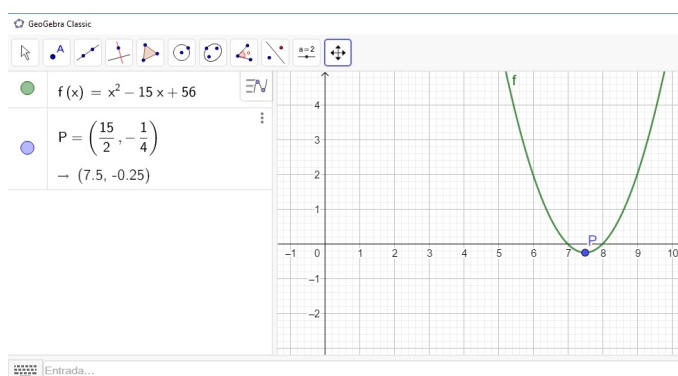 GeoGebra Classic
a=2
f(x) = x² − 15 x + 56
P = (15/2, −1/4)
→ (7.5, -0.25)
f
4
3
2
1
P
−1 0 1 2 3 4 5 6 7 8 9 10
−1
−2
Entrada...